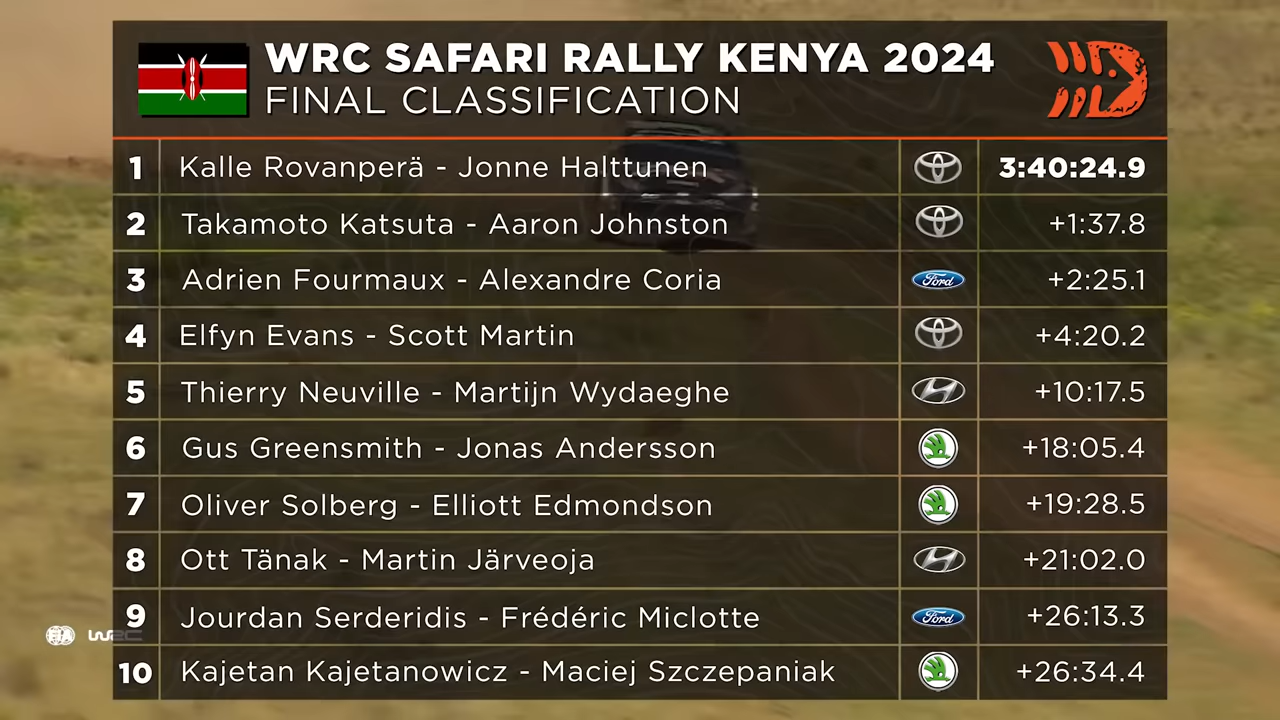 WRC SAFARI RALLY KENYA 2024
FINAL CLASSIFICATION
1 Kalle Rovanperä - Jonne Halttunen 3:40:24.9
2 Takamoto Katsuta - Aaron Johnston +1:37.8
3 Adrien Fourmaux - Alexandre Coria Ford +2:25.1
4 Elfyn Evans - Scott Martin +4:20.2
5 Thierry Neuville - Martijn Wydaeghe +10:17.5
6 Gus Greensmith - Jonas Andersson +18:05.4
7 Oliver Solberg - Elliott Edmondson +19:28.5
8 Ott Tänak - Martin Järveoja +21:02.0
9 Jourdan Serderidis - Frédéric Miclotte Ford +26:13.3
FIA WRC
10 Kajetan Kajetanowicz - Maciej Szczepaniak +26:34.4